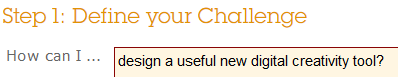 Step 1: Define your Challenge
How can I ... design a useful new digital creativity tool?